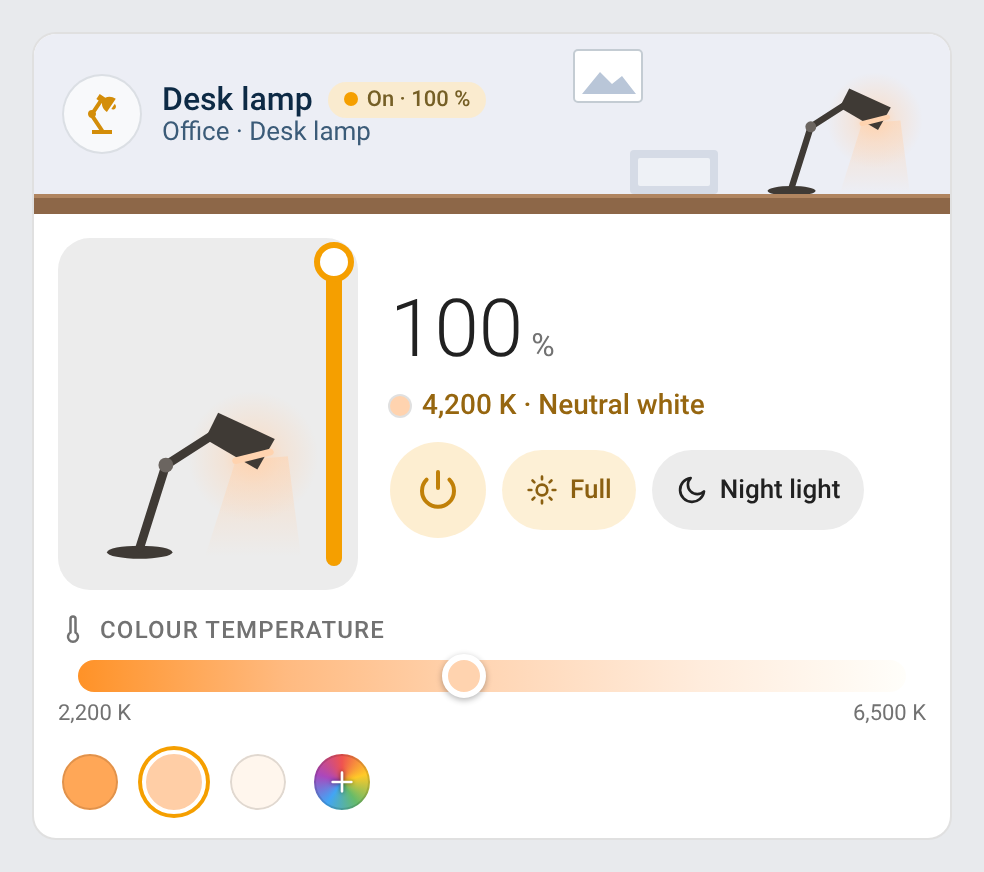 Desk lamp
On · 100 %
Office · Desk lamp
100 %
4,200 K · Neutral white
Full
Night light
COLOUR TEMPERATURE
2,200 K
6,500 K